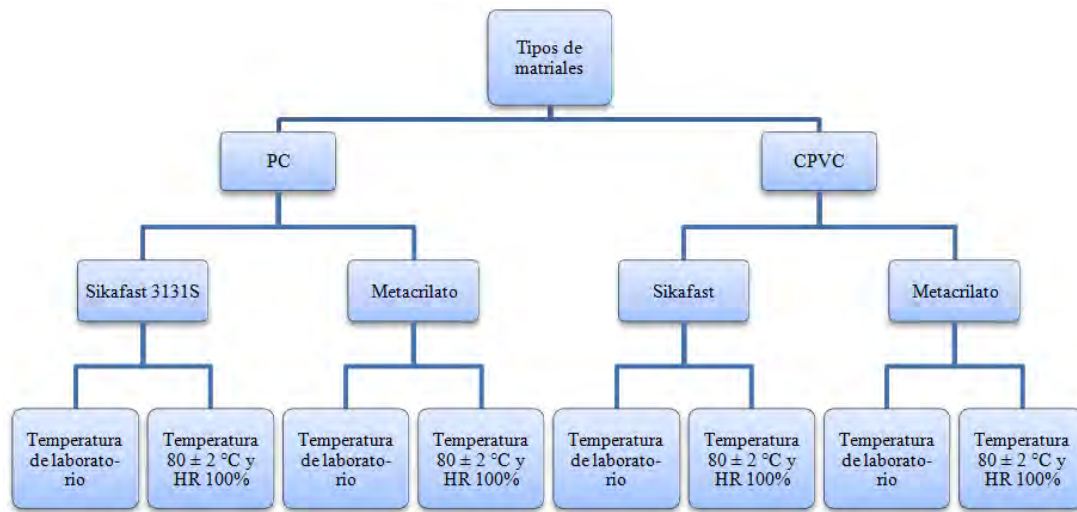 Tipos de
matriales
PC
CPVC
Sikafast 3131S
Metacrilato
Sikafast
Metacrilato
Temperatura
de laborato-
rio
Temperatura
80 ± 2 °C y
HR 100%
Temperatura
de laborato-
rio
Temperatura
80 ± 2 °C y
HR 100%
Temperatura
de laborato-
rio
Temperatura
80 ± 2 °C y
HR 100%
Temperatura
de laborato-
rio
Temperatura
80 ± 2 °C y
HR 100%